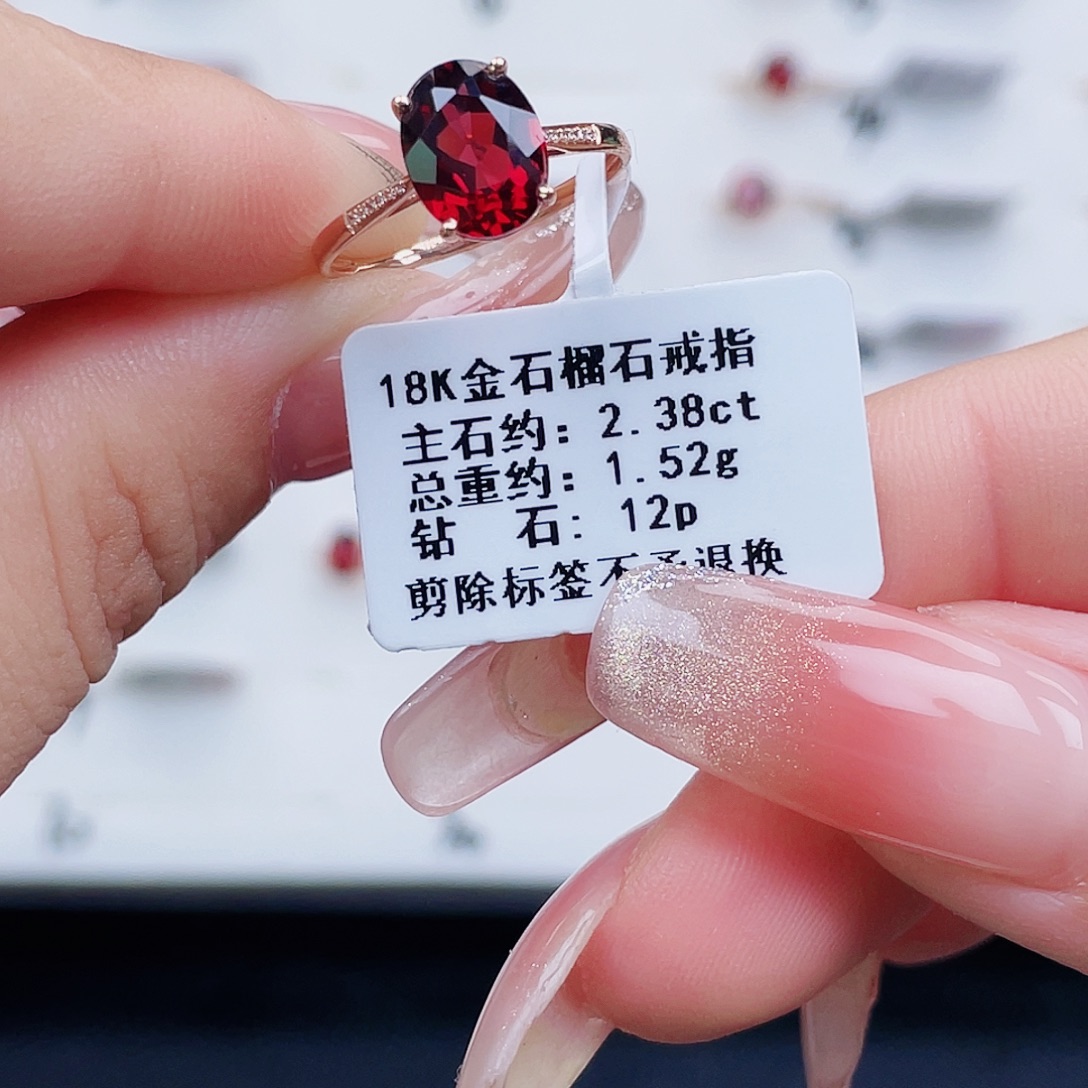 18K金石榴石戒指
主石约: 2.38ct
总重约: 1.52g
钻 石: 12p
剪除标签不予退换